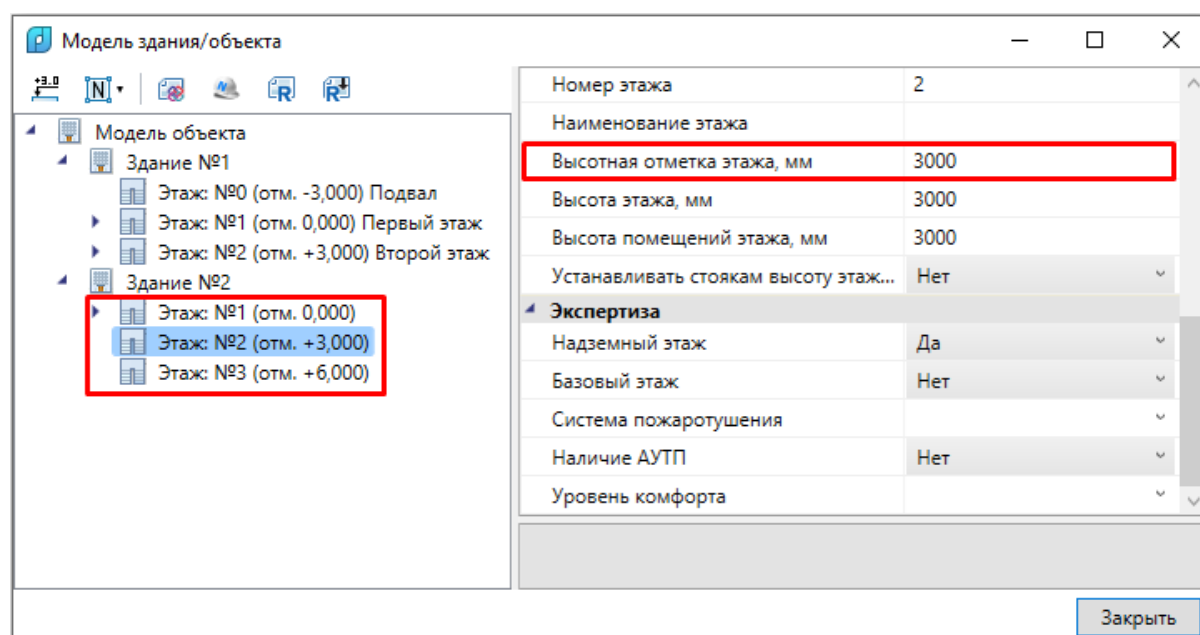 Модель здания/объекта
+3.0
N
R
R
Модель объекта
Здание №1
Этаж: №0 (отм. -3,000) Подвал
Этаж: №1 (отм. 0,000) Первый этаж
Этаж: №2 (отм. +3,000) Второй этаж
Здание №2
Этаж: №1 (отм. 0,000)
Этаж: №2 (отм. +3,000)
Этаж: №3 (отм. +6,000)
Номер этажа 2
Наименование этажа
Высотная отметка этажа, мм 3000
Высота этажа, мм 3000
Высота помещений этажа, мм 3000
Устанавливать стоякам высоту этаж... Нет
Экспертиза
Надземный этаж Да
Базовый этаж Нет
Система пожаротушения
Наличие АУТП Нет
Уровень комфорта
Закрыть